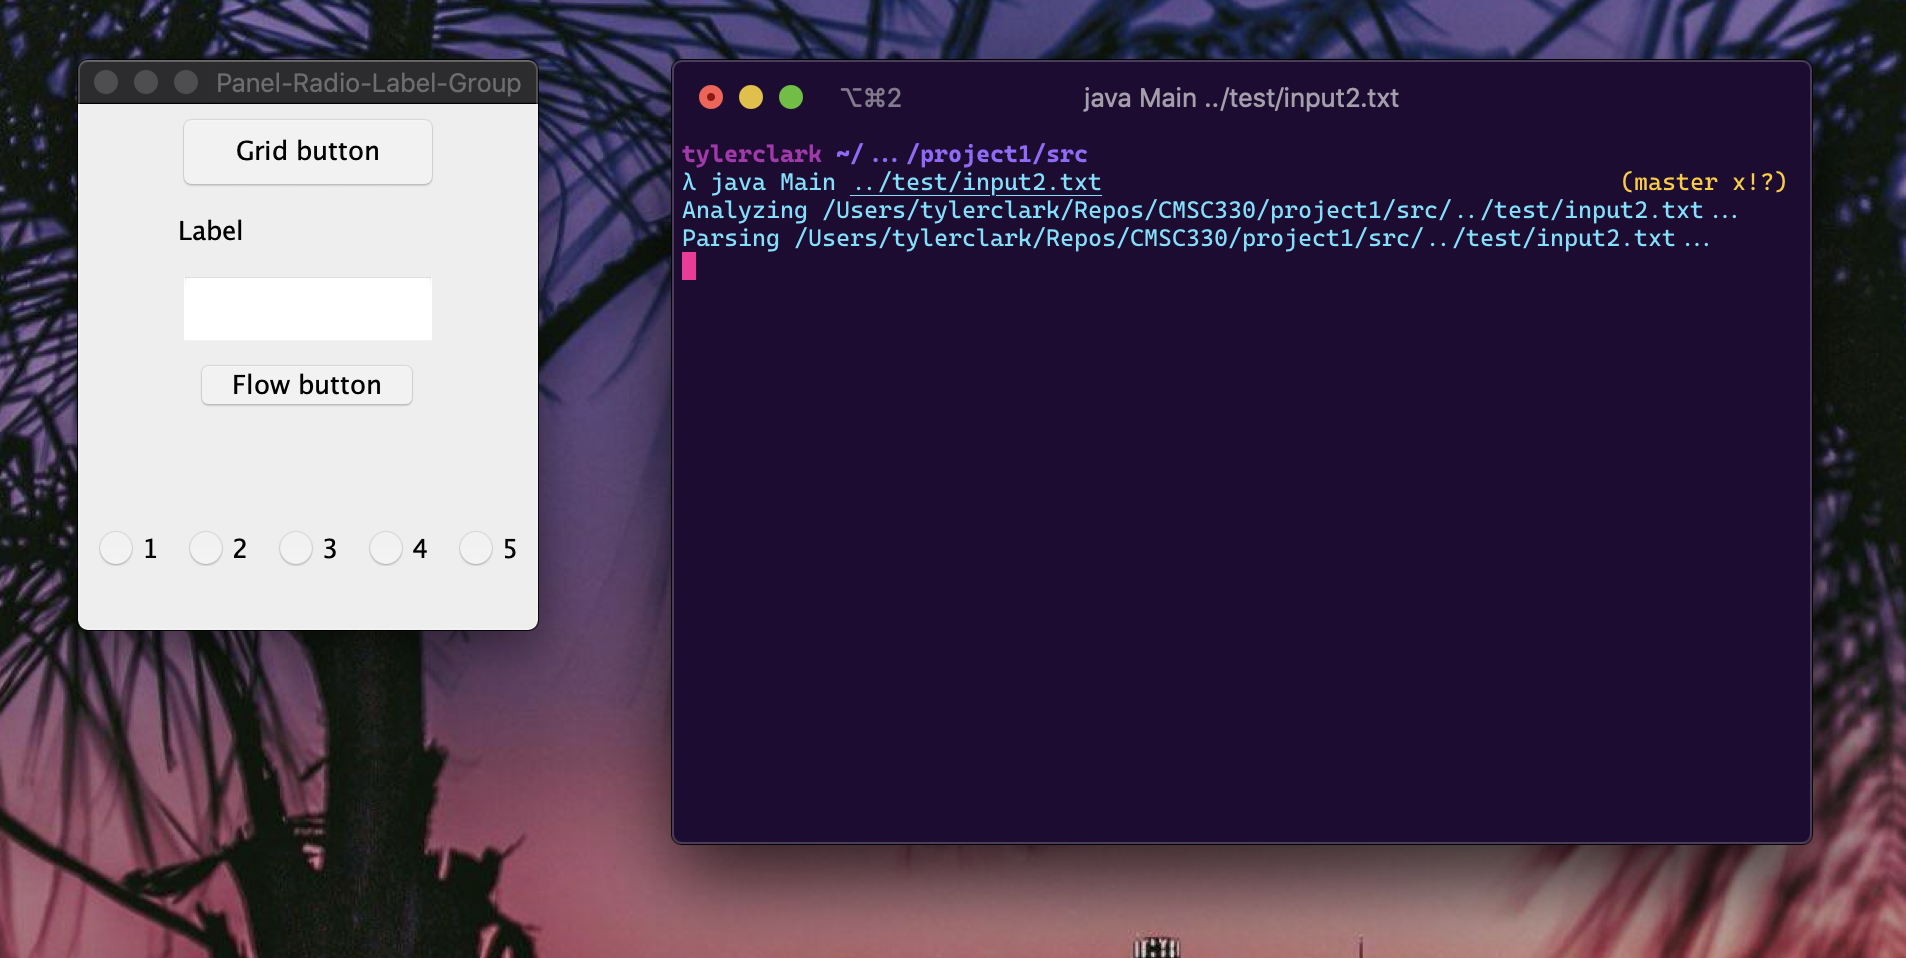 Panel-Radio-Label-Group
Grid button
Label
Flow button
1 2 3 4 5
⌥⌘2 java Main ../test/input2.txt
tylerclark ~/ ... /project1/src
λ java Main ../test/input2.txt (master x!?)
Analyzing /Users/tylerclark/Repos/CMSC330/project1/src/../test/input2.txt ...
Parsing /Users/tylerclark/Repos/CMSC330/project1/src/../test/input2.txt ...